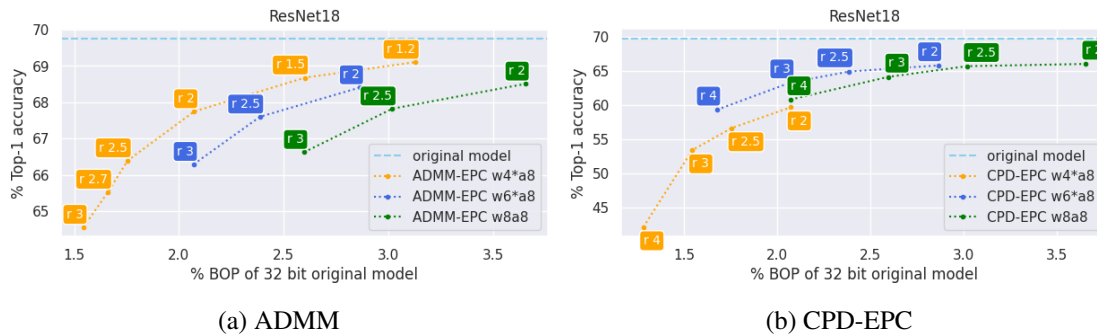 ResNet18
% Top-1 accuracy
70
69
68
67
66
65
r 1.2
r 1.5
r 2
r 2.5
r 2.7
r 3
r 2
r 2.5
r 3
r 2
r 2.5
r 3
original model
ADMM-EPC w4*a8
ADMM-EPC w6*a8
ADMM-EPC w8a8
1.5 2.0 2.5 3.0 3.5
% BOP of 32 bit original model
(a) ADMM
ResNet18
% Top-1 accuracy
70
65
60
55
50
45
r 2
r 2.5
r 3
r 4
r 2.5
r 3
r 4
r 2
r 2.5
r 3
r 4
original model
CPD-EPC w4*a8
CPD-EPC w6*a8
CPD-EPC w8a8
1.5 2.0 2.5 3.0 3.5
% BOP of 32 bit original model
(b) CPD-EPC